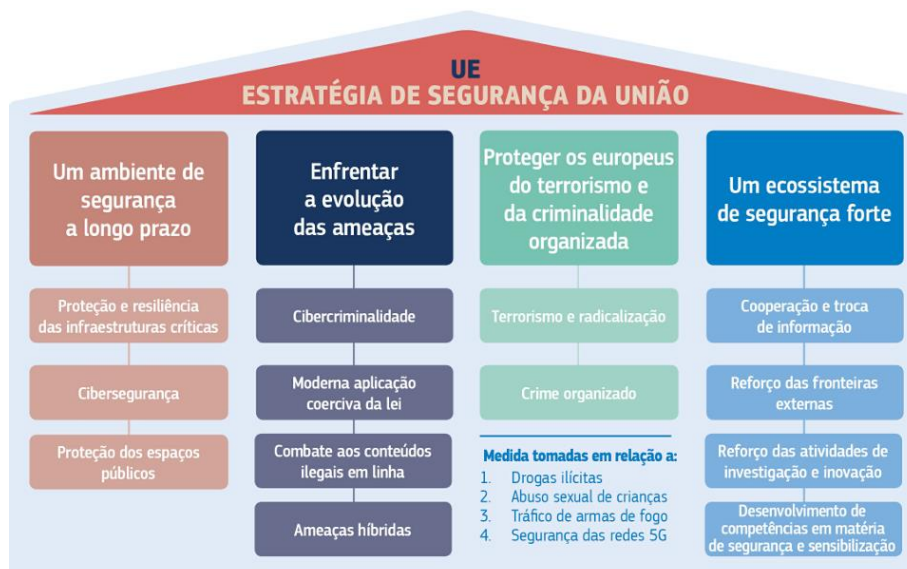 UE
ESTRATÉGIA DE SEGURANÇA DA UNIÃO
Um ambiente de
segurança
a longo prazo
Proteção e resiliência
das infraestruturas críticas
Cibersegurança
Proteção dos espaços
públicos
Enfrentar
a evolução
das ameaças
Cibercriminalidade
Moderna aplicação
coerciva da lei
Combate aos conteúdos
ilegais em linha
Ameaças híbridas
Proteger os europeus
do terrorismo e
da criminalidade
organizada
Terrorismo e radicalização
Crime organizado
Medida tomadas em relação a:
1. Drogas ilícitas
2. Abuso sexual de crianças
3. Tráfico de armas de fogo
4. Segurança das redes 5G
Um ecossistema
de segurança forte
Cooperação e troca
de informação
Reforço das fronteiras
externas
Reforço das atividades de
investigação e inovação
Desenvolvimento de
competências em matéria
de segurança e sensibilização